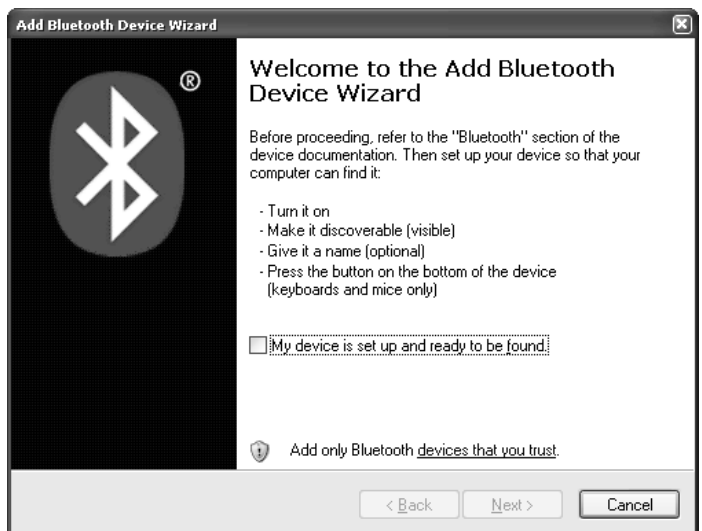 Add Bluetooth Device Wizard
®
Welcome to the Add Bluetooth
Device Wizard
Before proceeding, refer to the "Bluetooth" section of the
device documentation. Then set up your device so that your
computer can find it:
- Turn it on
- Make it discoverable (visible)
- Give it a name (optional)
- Press the button on the bottom of the device
(keyboards and mice only)
My device is set up and ready to be found.
Add only Bluetooth devices that you trust.
< Back Next > Cancel